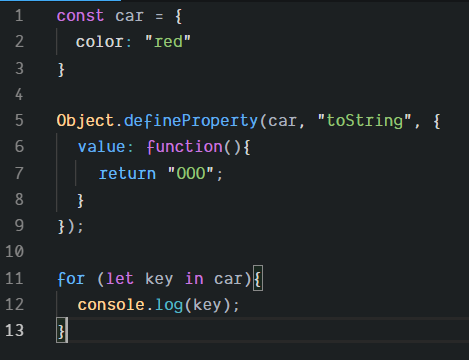 1 const car = {
2 color: "red"
3 }
4
5 Object.defineProperty(car, "toString", {
6 value: function(){
7 return "OOO";
8 }
9 });
10
11 for (let key in car){
12 console.log(key);
13 }